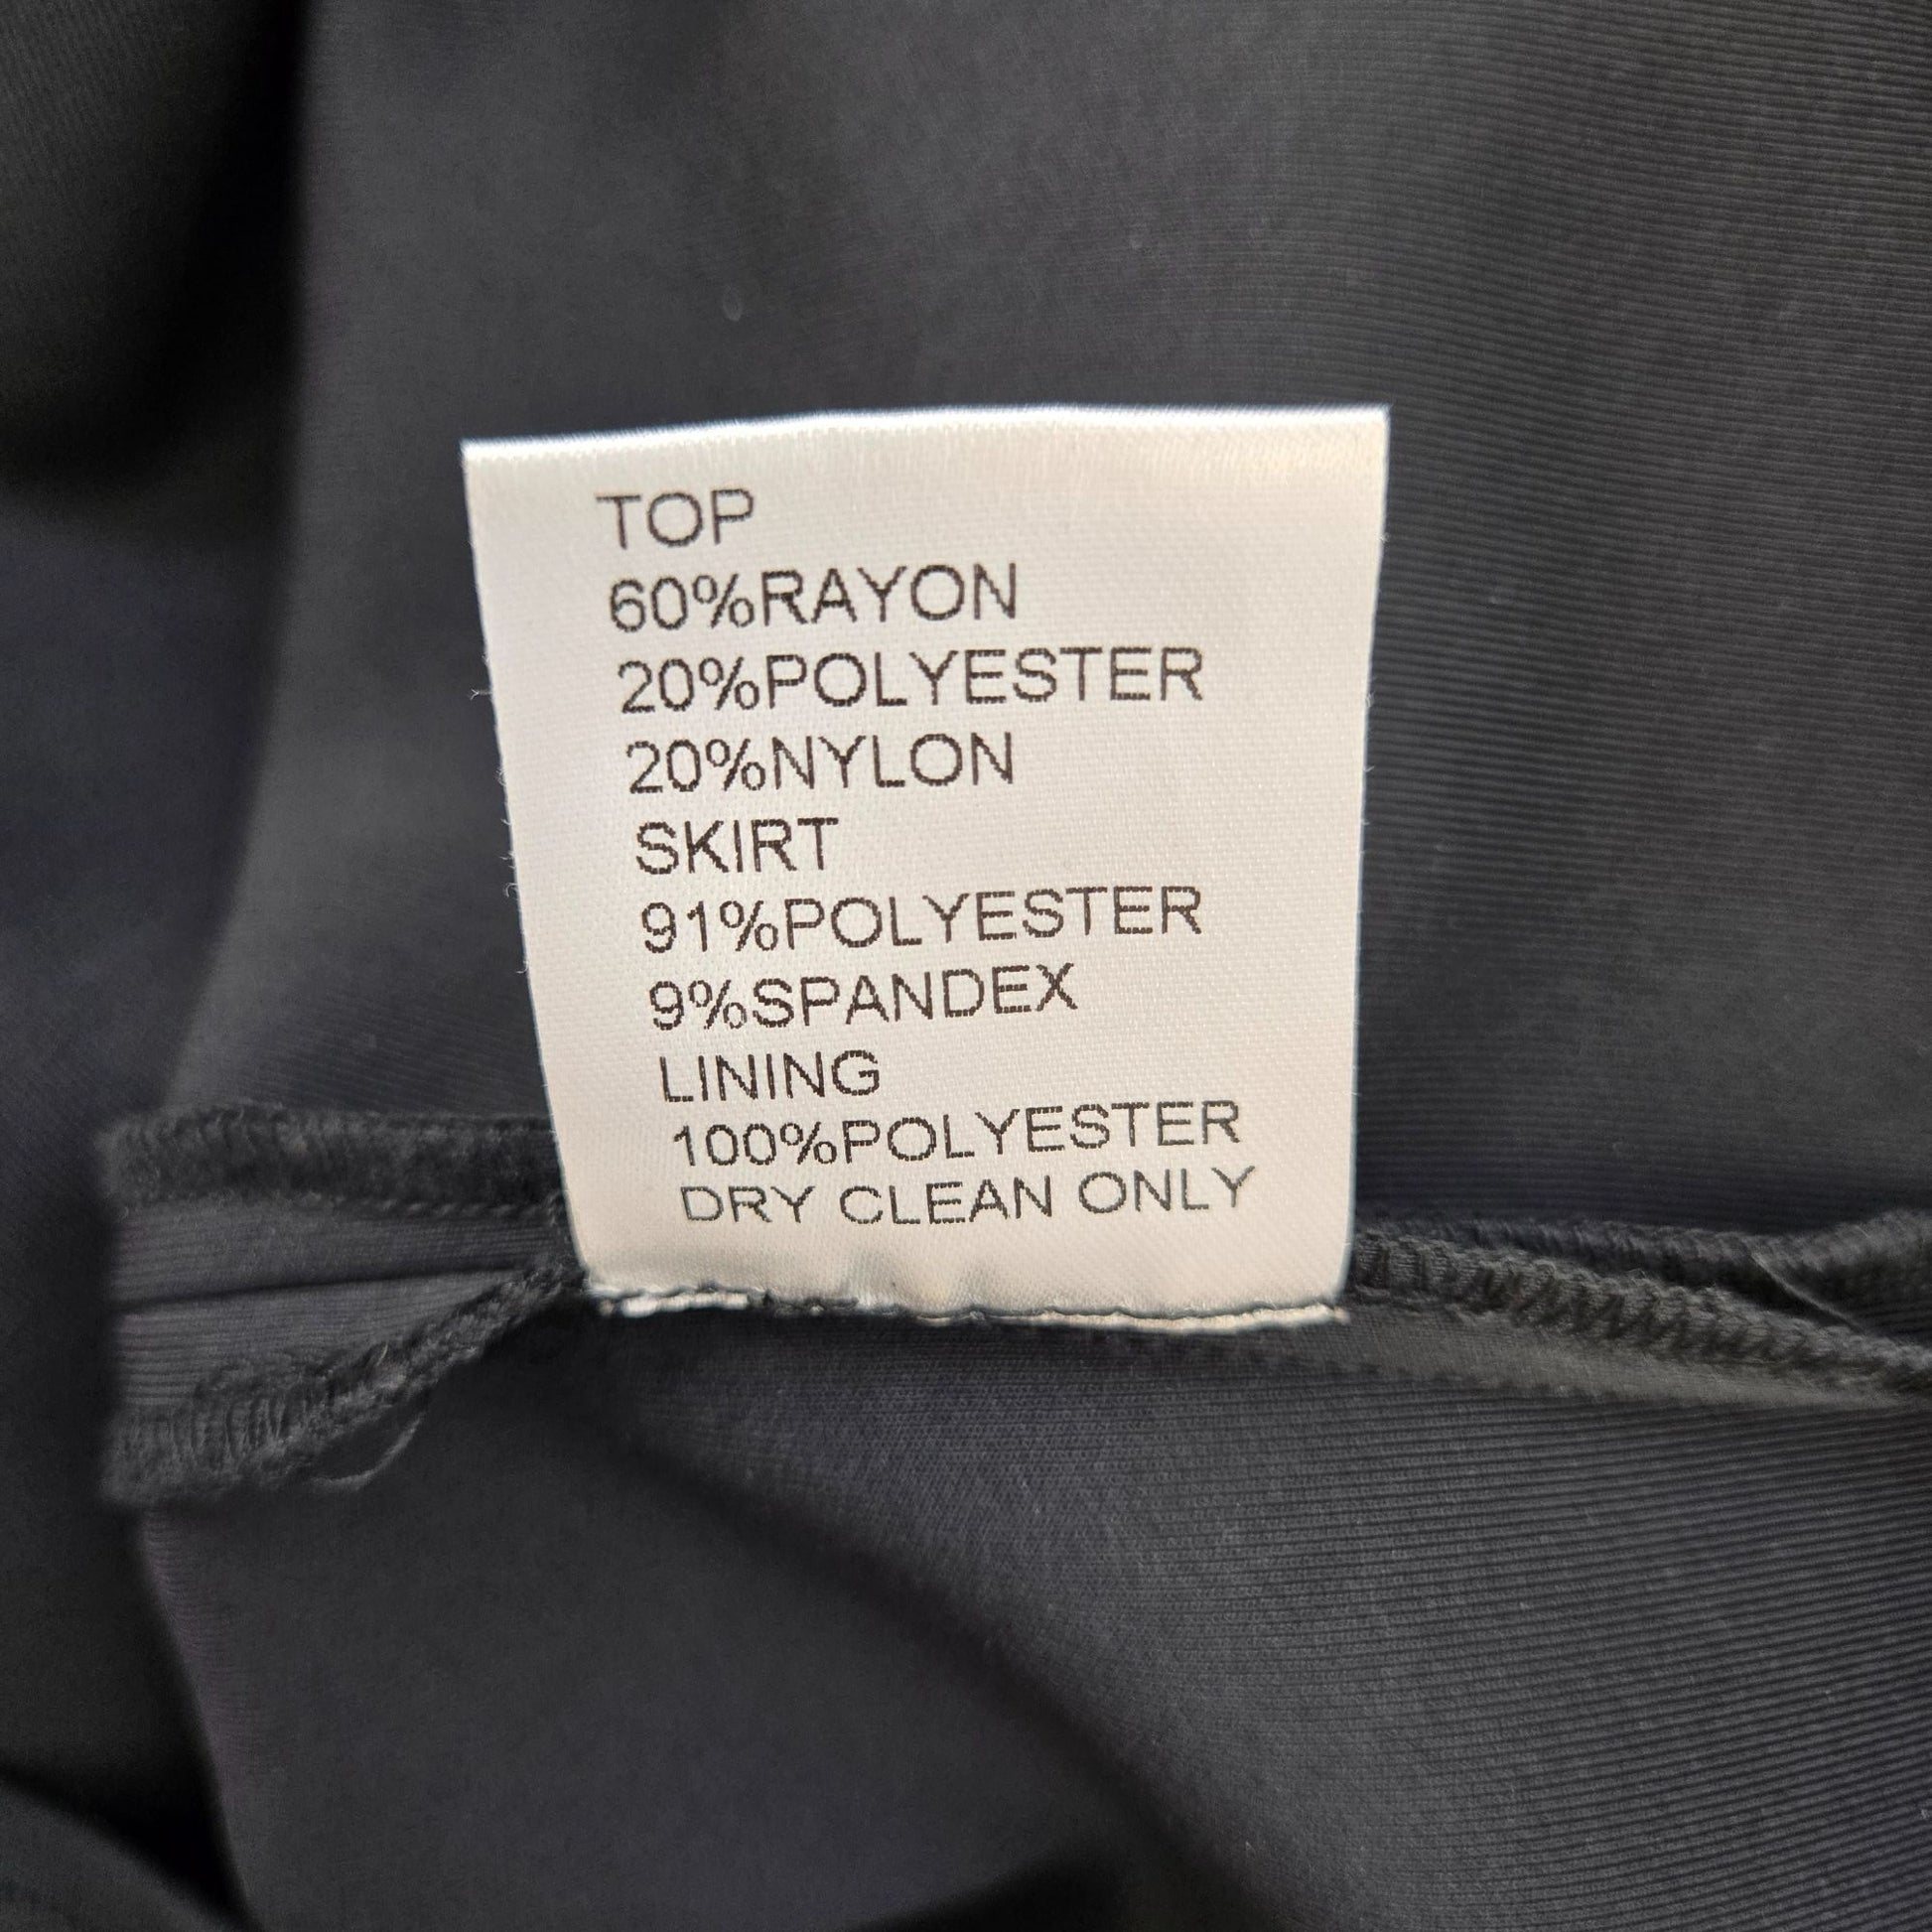 TOP
60%RAYON
20%POLYESTER
20%NYLON
SKIRT
91%POLYESTER
9%SPANDEX
LINING
100%POLYESTER
DRY CLEAN ONLY